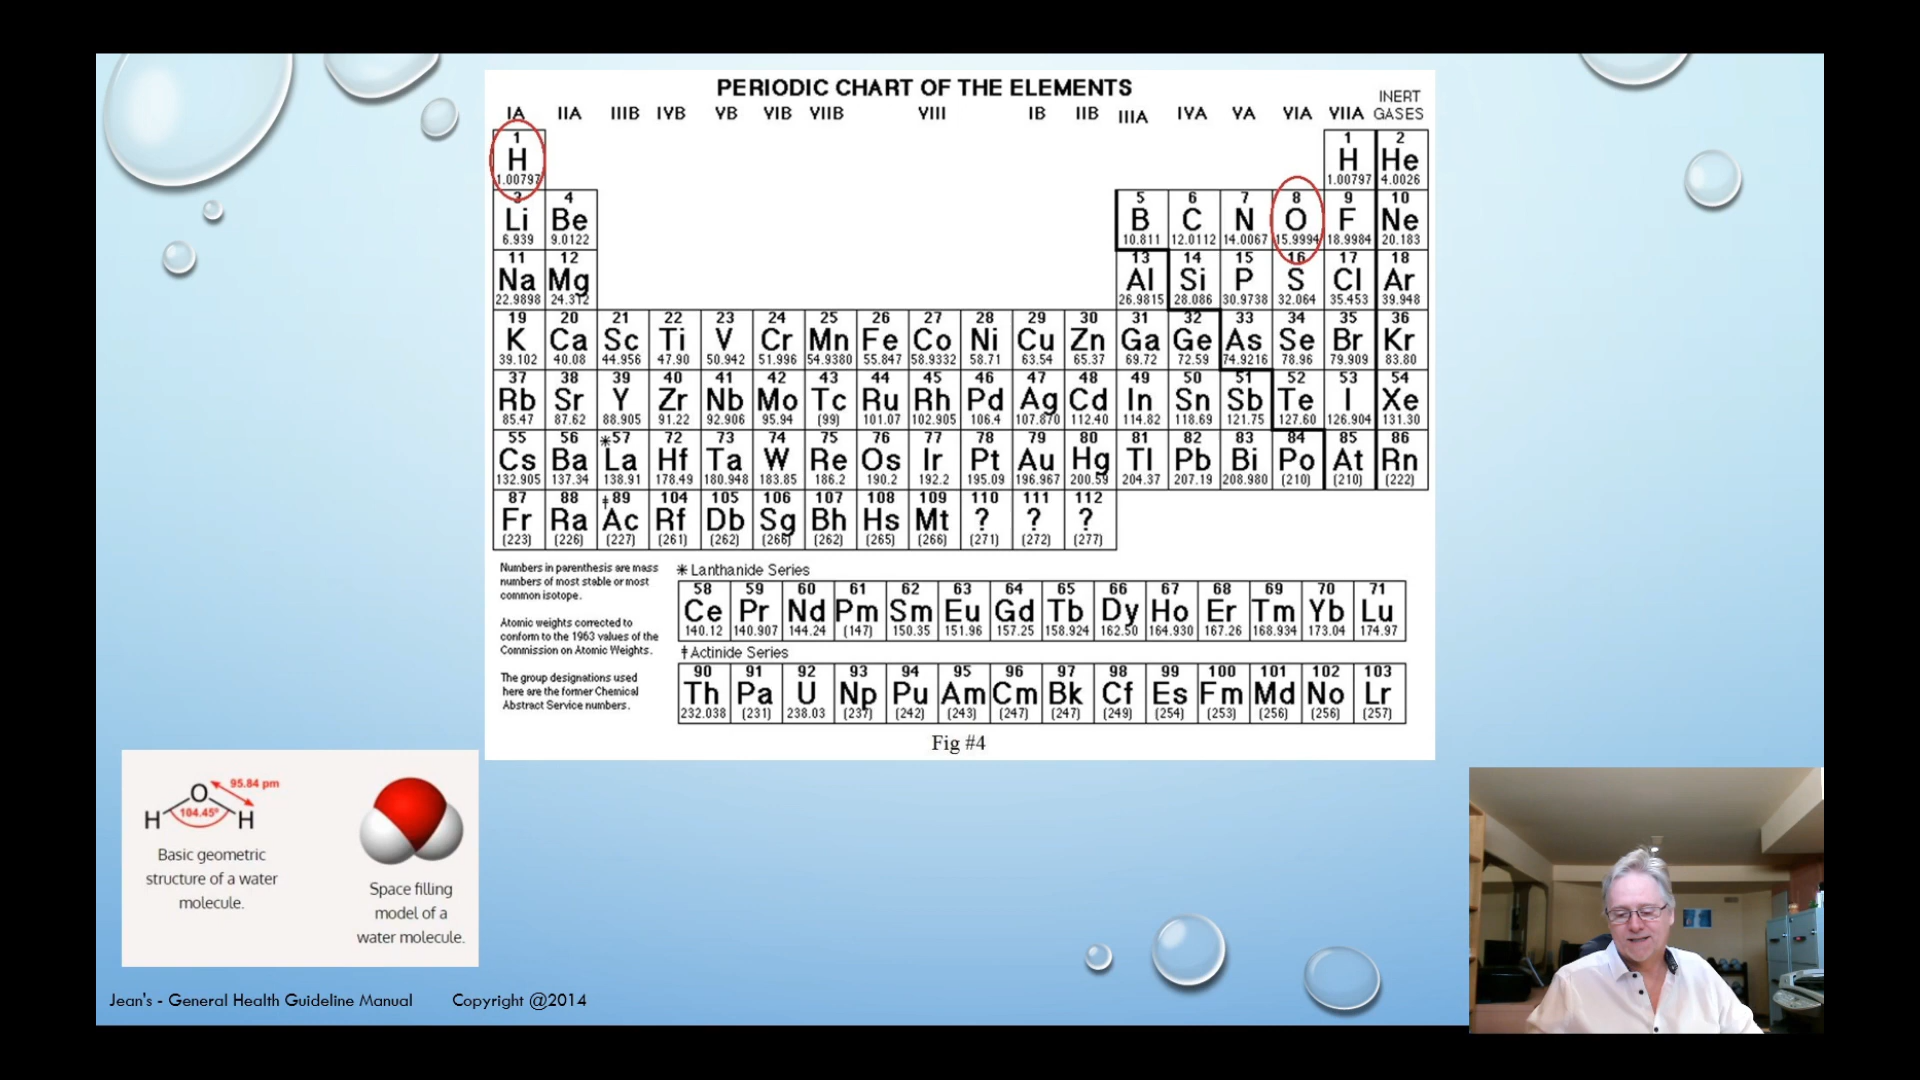 PERIODIC CHART OF THE ELEMENTS
INERT
IA IIA IIIB IVB VB VIB VIIB VIII IB IIB IIIA IVA VA VIA VIIA GASES
1 1 2
H H He
1.00797 1.00797 4.0026
3 4 5 6 7 8 9 10
Li Be B C N O F Ne
6.939 9.0122 10.811 12.0112 14.0067 15.9994 18.9984 20.183
11 12 13 14 15 16 17 18
Na Mg Al Si P S Cl Ar
22.9898 24.312 26.9815 28.086 30.9738 32.064 35.453 39.948
19 20 21 22 23 24 25 26 27 28 29 30 31 32 33 34 35 36
K Ca Sc Ti V Cr Mn Fe Co Ni Cu Zn Ga Ge As Se Br Kr
39.102 40.08 44.956 47.90 50.942 51.996 54.9380 55.847 58.9332 58.71 63.54 65.37 69.72 72.59 74.9216 78.96 79.909 83.80
37 38 39 40 41 42 43 44 45 46 47 48 49 50 51 52 53 54
Rb Sr Y Zr Nb Mo Tc Ru Rh Pd Ag Cd In Sn Sb Te I Xe
85.47 87.62 88.905 91.22 92.906 95.94 (99) 101.07 102.905 106.4 107.870 112.40 114.82 118.69 121.75 127.60 126.904 131.30
55 56 *57 72 73 74 75 76 77 78 79 80 81 82 83 84 85 86
Cs Ba La Hf Ta W Re Os Ir Pt Au Hg Tl Pb Bi Po At Rn
132.905 137.34 138.91 178.49 180.948 183.85 186.2 190.2 192.2 195.09 196.967 200.59 204.37 207.19 208.980 (210) (210) (222)
87 88 ‡89 104 105 106 107 108 109 110 111 112
Fr Ra Ac Rf Db Sg Bh Hs Mt ? ? ?
(223) (226) (227) (261) (262) (266) (262) (265) (266) (271) (272) (277)
Numbers in parenthesis are mass
numbers of most stable or most
common isotope.
Atomic weights corrected to
conform to the 1963 values of the
Commission on Atomic Weights.
The group designations used
here are the former Chemical
Abstract Service numbers.
* Lanthanide Series
58 59 60 61 62 63 64 65 66 67 68 69 70 71
Ce Pr Nd Pm Sm Eu Gd Tb Dy Ho Er Tm Yb Lu
140.12 140.907 144.24 (147) 150.35 151.96 157.25 158.924 162.50 164.930 167.26 168.934 173.04 174.97
‡ Actinide Series
90 91 92 93 94 95 96 97 98 99 100 101 102 103
Th Pa U Np Pu Am Cm Bk Cf Es Fm Md No Lr
232.038 (231) 238.03 (237) (242) (243) (247) (247) (249) (254) (253) (256) (256) (257)
Fig #4
95.84 pm
O
104.45°
H H
Basic geometric
structure of a water
molecule.
Space filling
model of a
water molecule.
Jean's - General Health Guideline Manual Copyright @2014